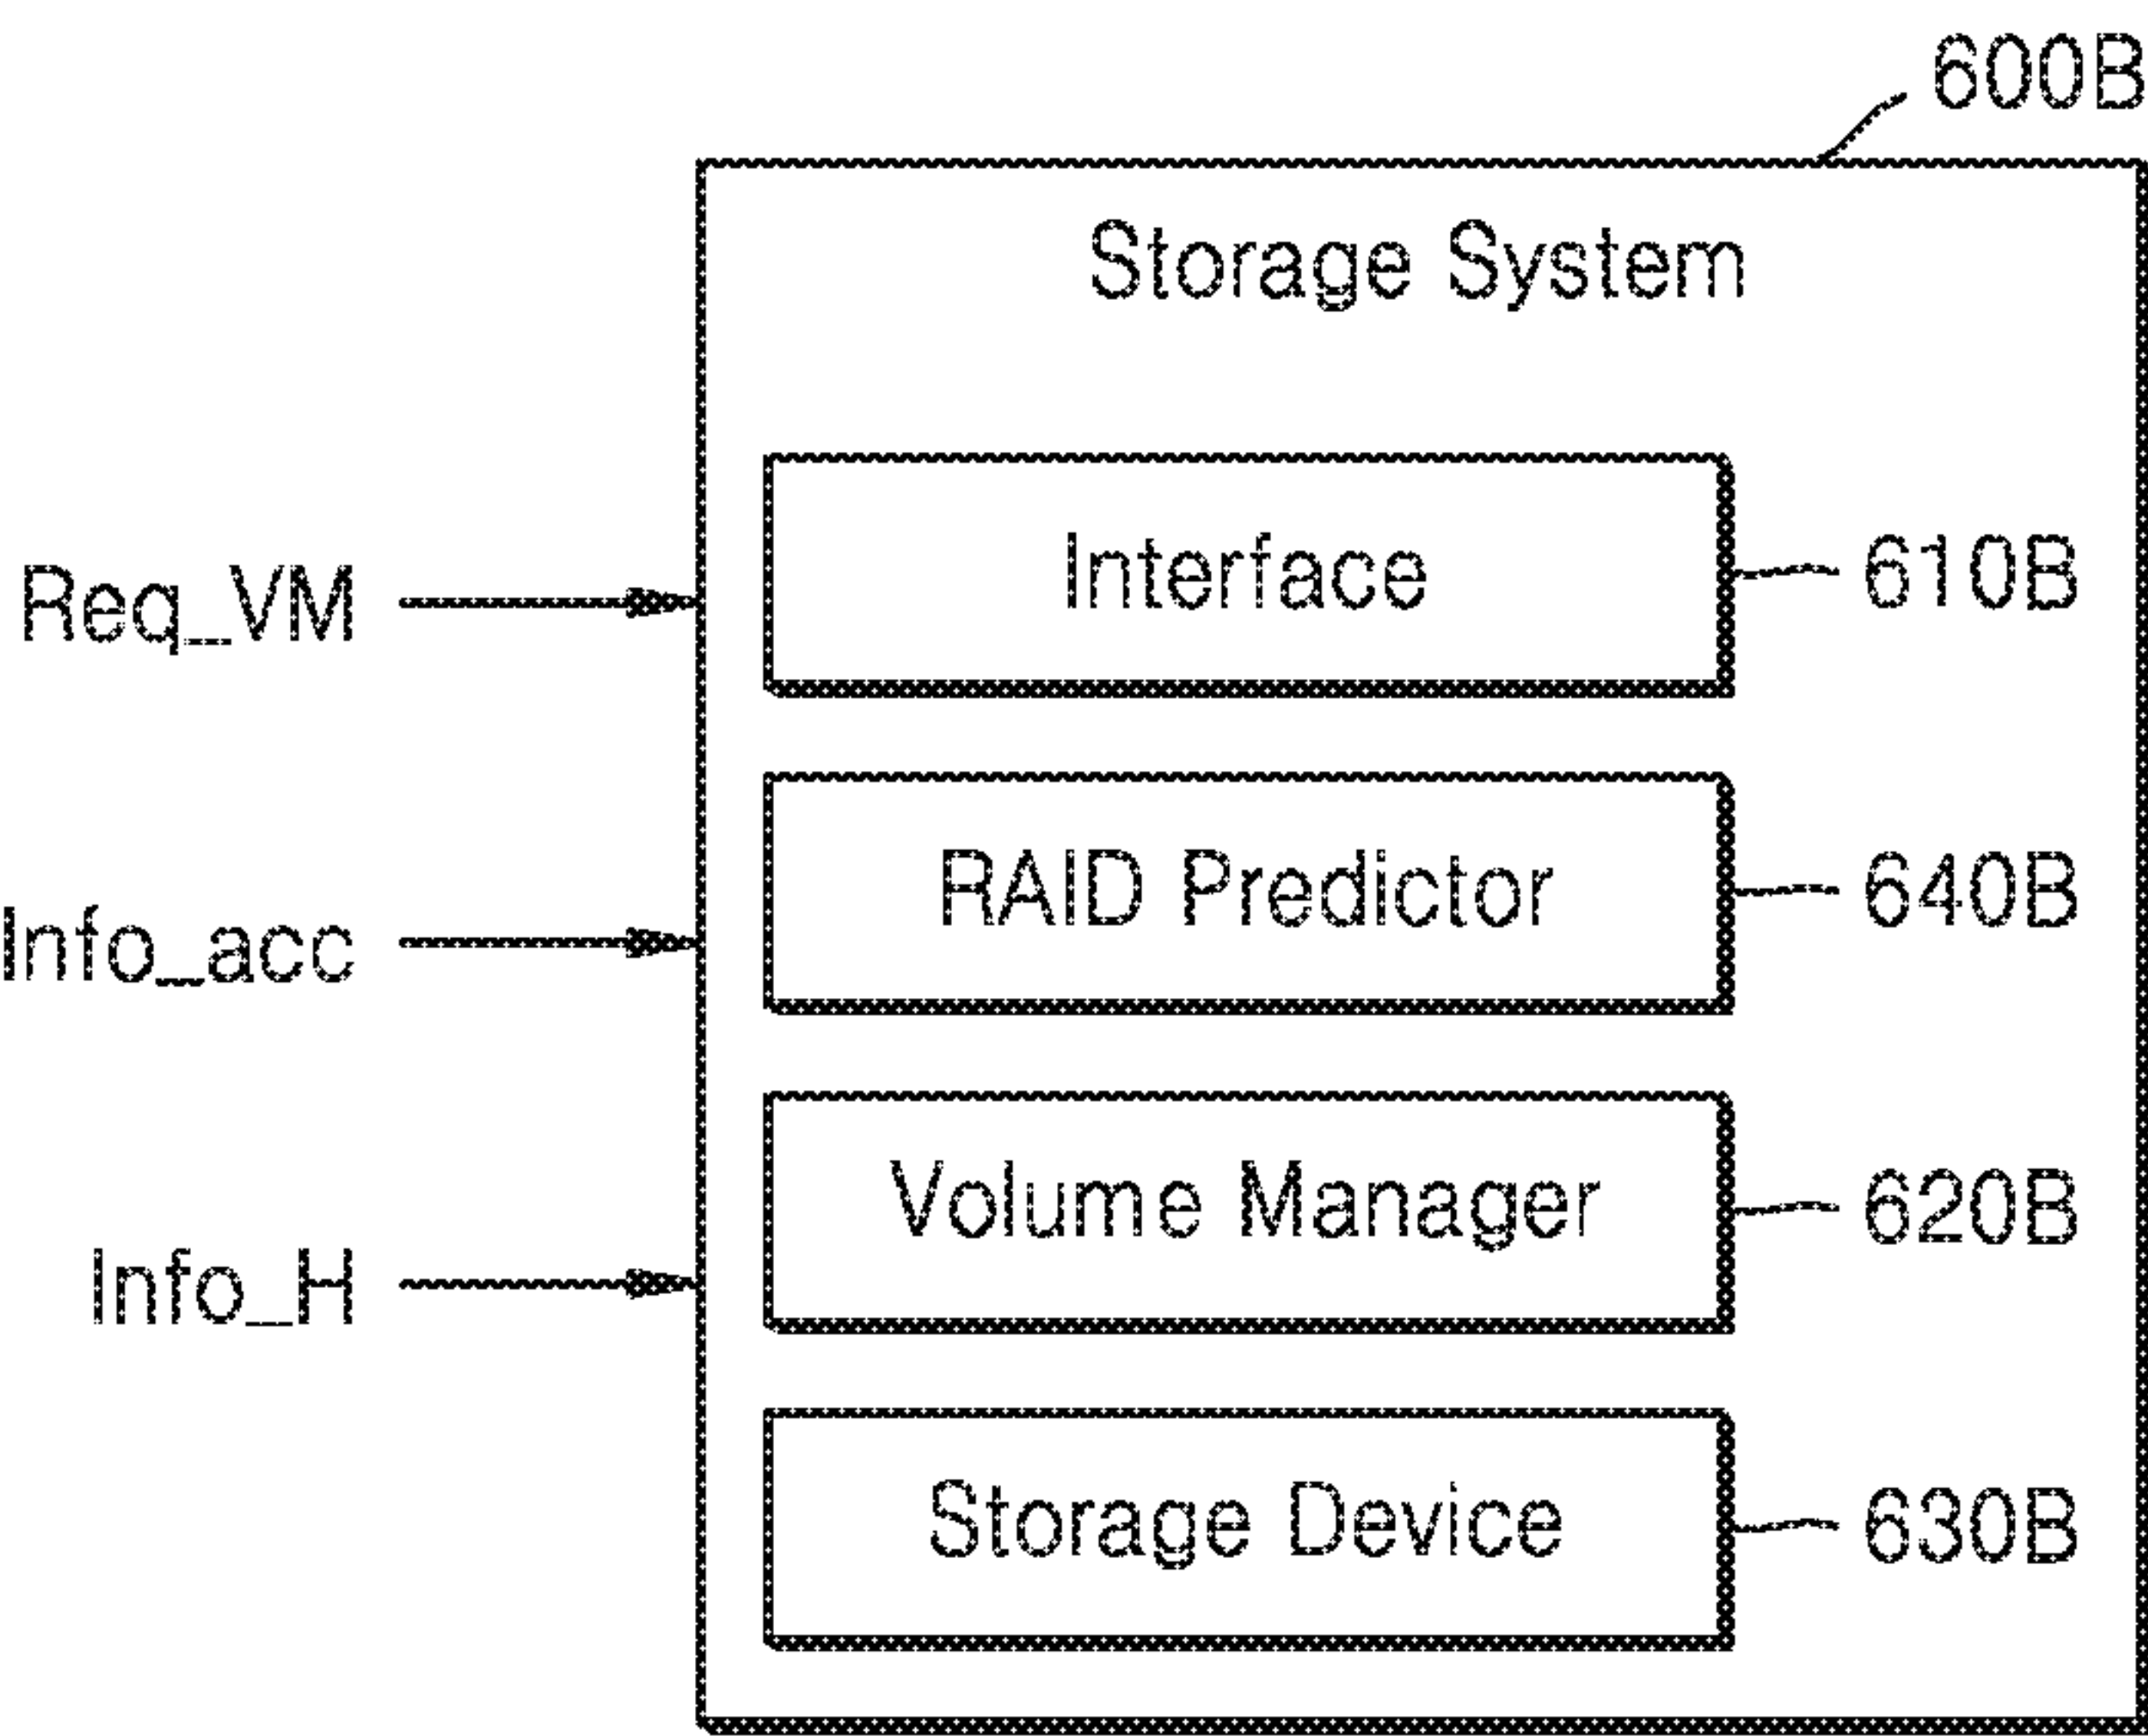 600B
Storage System
Interface
610B
Req_VM
RAID Predictor
640B
Info_acc
Volume Manager
620B
Info_H
Storage Device
630B